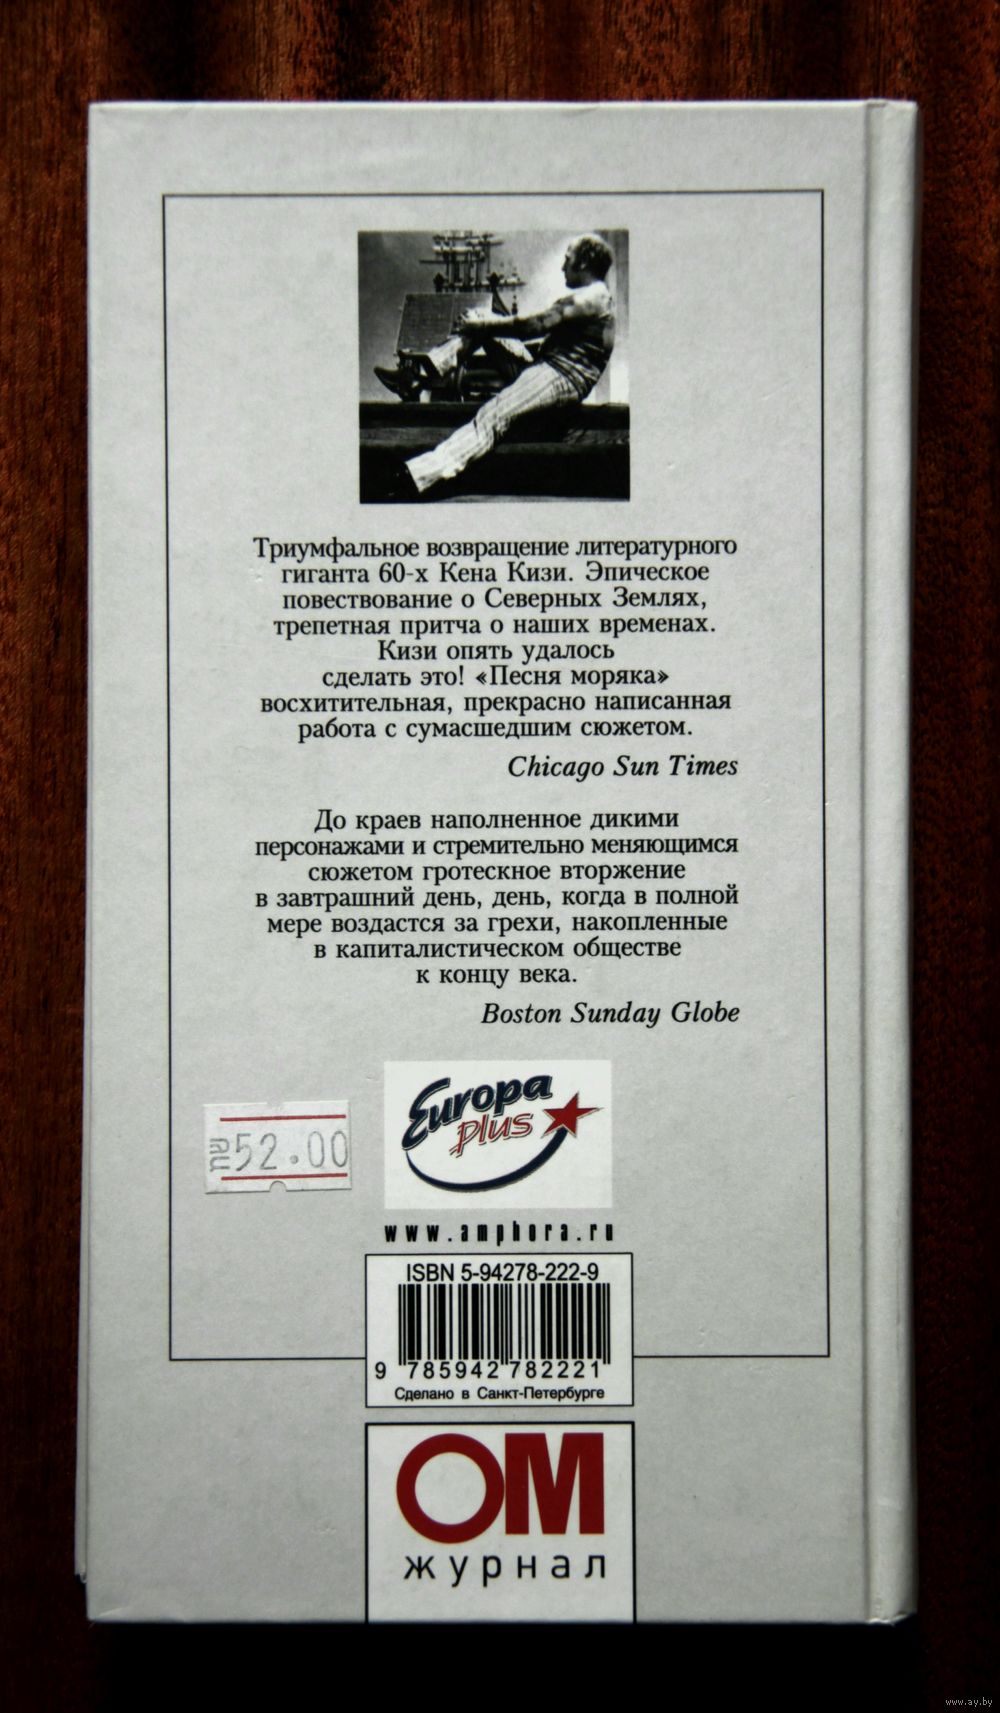 Триумфальное возвращение литературного
гиганта 60-х Кена Кизи. Эпическое
повествование о Северных Землях,
трепетная притча о наших временах.
Кизи опять удалось
сделать это! «Песня моряка»
восхитительная, прекрасно написанная
работа с сумасшедшим сюжетом.
Chicago Sun Times
До краев наполненное дикими
персонажами и стремительно меняющимся
сюжетом гротескное вторжение
в завтрашний день, день, когда в полной
мере воздастся за грехи, накопленные
в капиталистическом обществе
к концу века.
Boston Sunday Globe
Europa
plus
52.00
www.amphora.ru
ISBN 5-94278-222-9
9 785942 782221
Сделано в Санкт-Петербурге
ОМ
журнал
www.ay.by